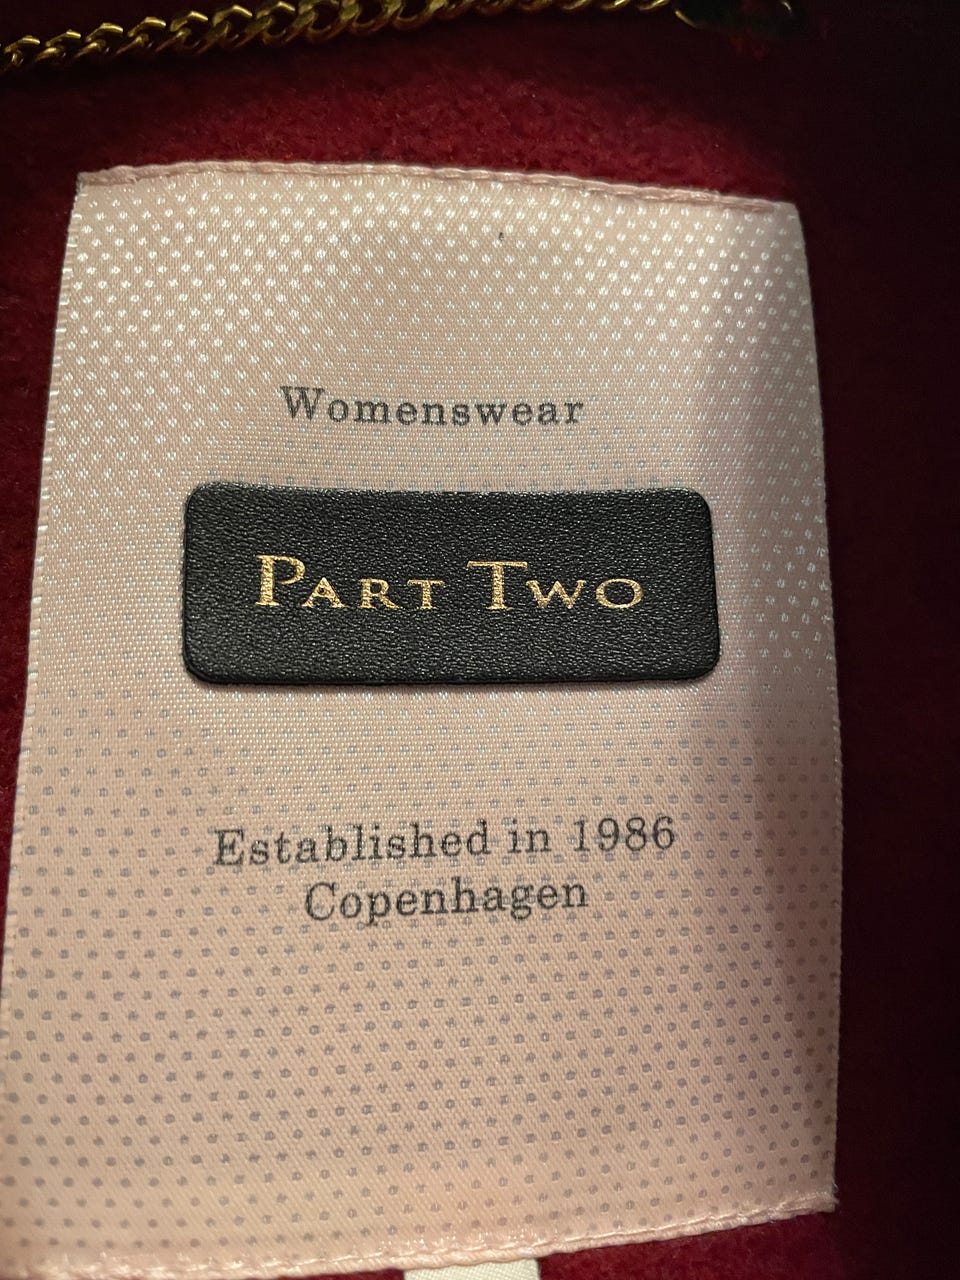 Womenswear
PART TWO
Established in 1986
Copenhagen